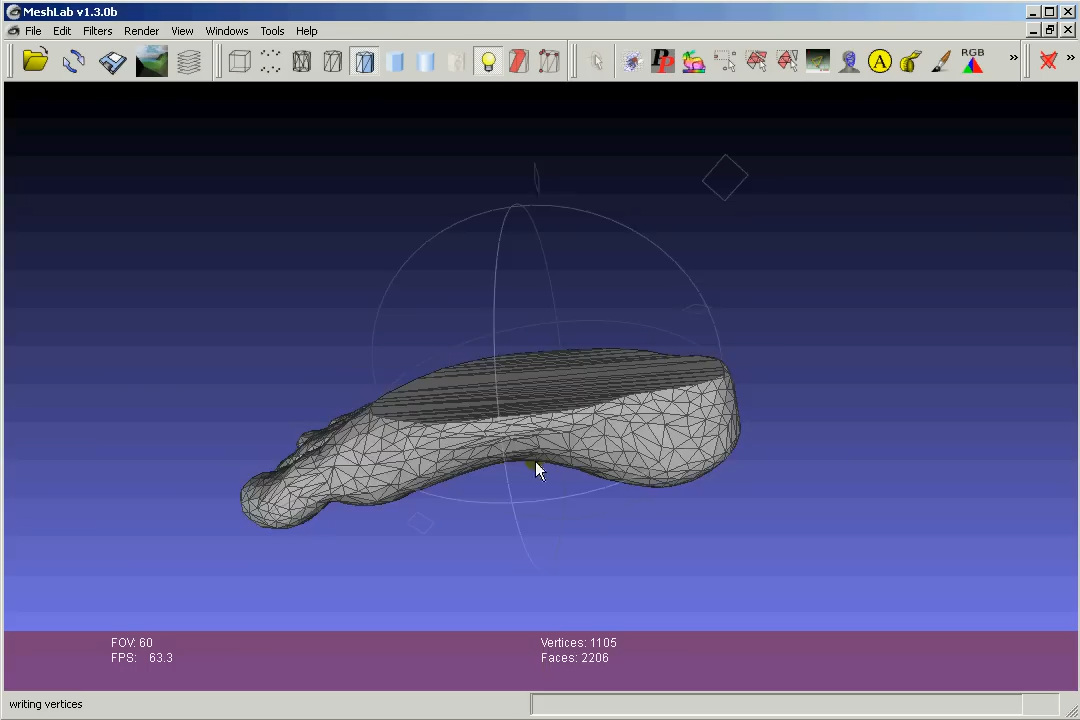 MeshLab v1.3.0b
File Edit Filters Render View Windows Tools Help
PP A RGB » »
FOV: 60
FPS: 63.3
Vertices: 1105
Faces: 2206
writing vertices